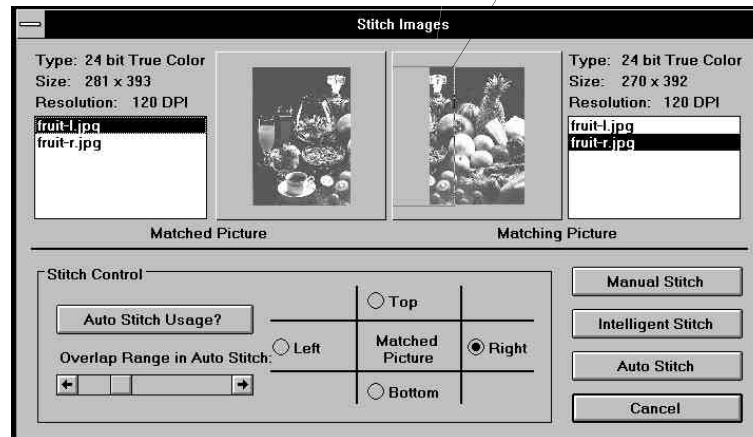 Stitch Images
Type: 24 bit True Color
Size: 281 x 393
Resolution: 120 DPI
fruit-l.jpg
fruit-r.jpg
Matched Picture
Type: 24 bit True Color
Size: 270 x 392
Resolution: 120 DPI
fruit-l.jpg
fruit-r.jpg
Matching Picture
Stitch Control
Auto Stitch Usage?
Overlap Range in Auto Stitch:
Top
Left
Matched
Picture
Right
Bottom
Manual Stitch
Intelligent Stitch
Auto Stitch
Cancel